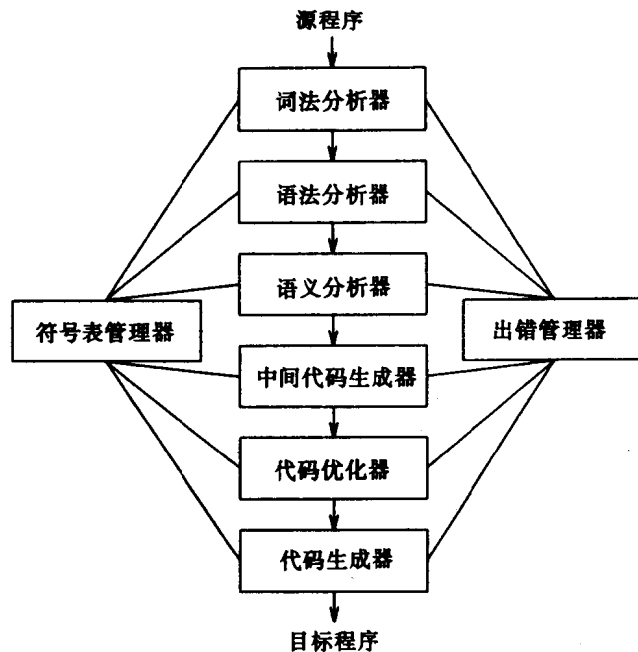 源程序
词法分析器
语法分析器
语义分析器
符号表管理器
出错管理器
中间代码生成器
代码优化器
代码生成器
目标程序